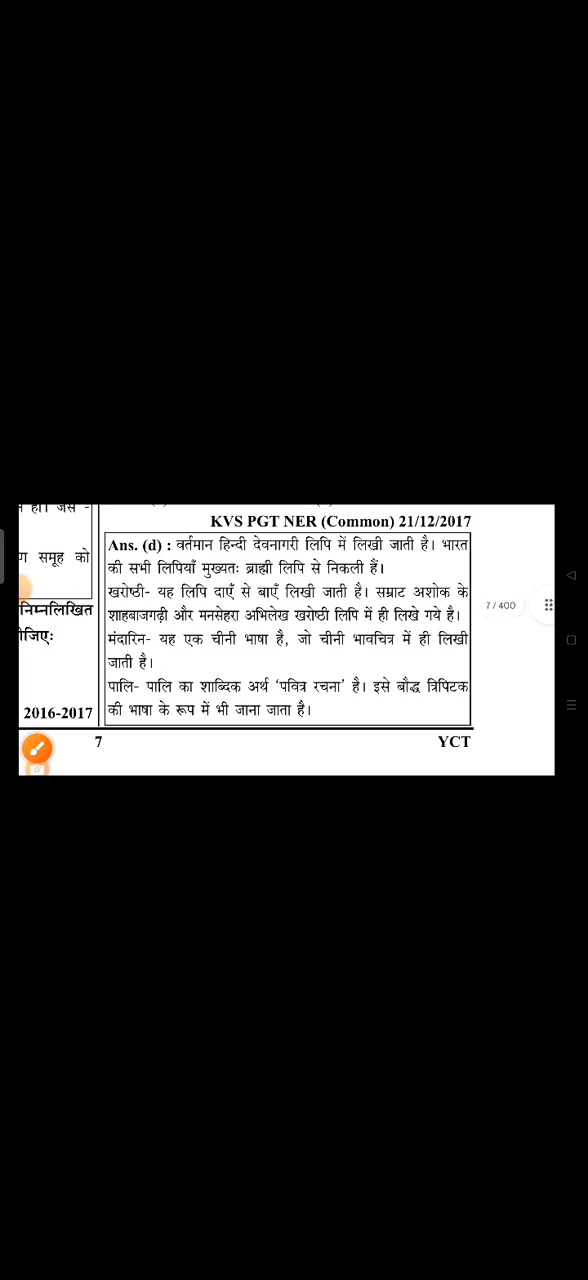 न हो। जैसे -
ण समूह को
निम्नलिखित
जिए:
2016-2017
KVS PGT NER (Common) 21/12/2017
Ans. (d) : वर्तमान हिन्दी देवनागरी लिपि में लिखी जाती है। भारत
की सभी लिपियाँ मुख्यतः ब्राह्मी लिपि से निकली हैं।
खरोष्ठी- यह लिपि दाएँ से बाएँ लिखी जाती है। सम्राट अशोक के
शाहबाजगढ़ी और मनसेहरा अभिलेख खरोष्ठी लिपि में ही लिखे गये है।
मंदारिन- यह एक चीनी भाषा है, जो चीनी भावचित्र में ही लिखी
जाती है।
पालि- पालि का शाब्दिक अर्थ ‘पवित्र रचना’ है। इसे बौद्ध त्रिपिटक
की भाषा के रूप में भी जाना जाता है।
7
YCT
7 / 400